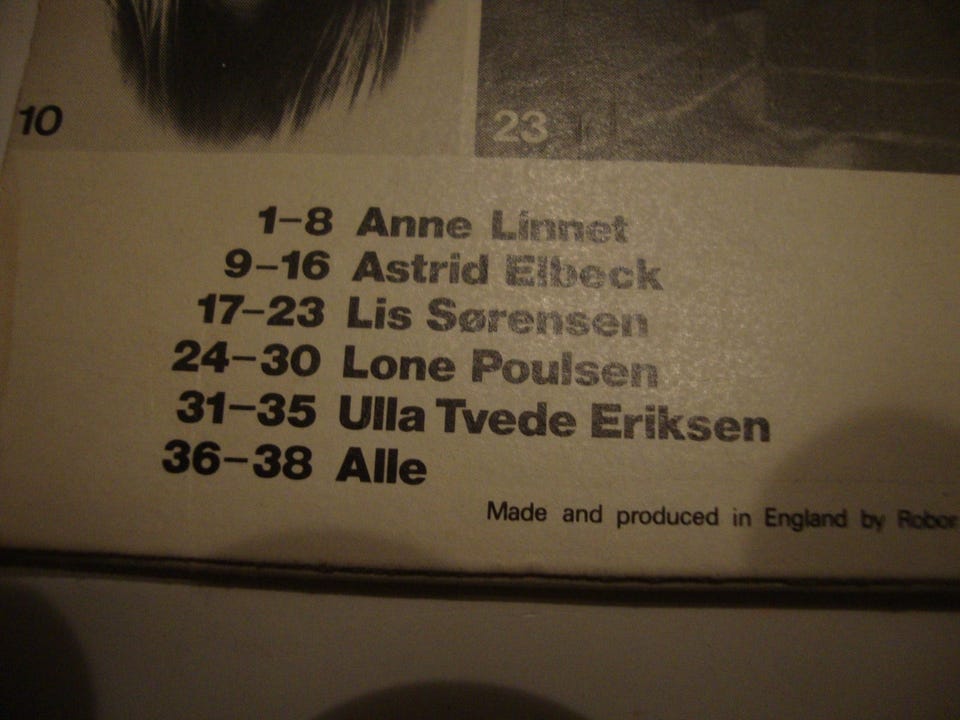 10
23
1–8 Anne Linnet
9–16 Astrid Elbeck
17–23 Lis Sørensen
24–30 Lone Poulsen
31–35 Ulla Tvede Eriksen
36–38 Alle
Made and produced in England by